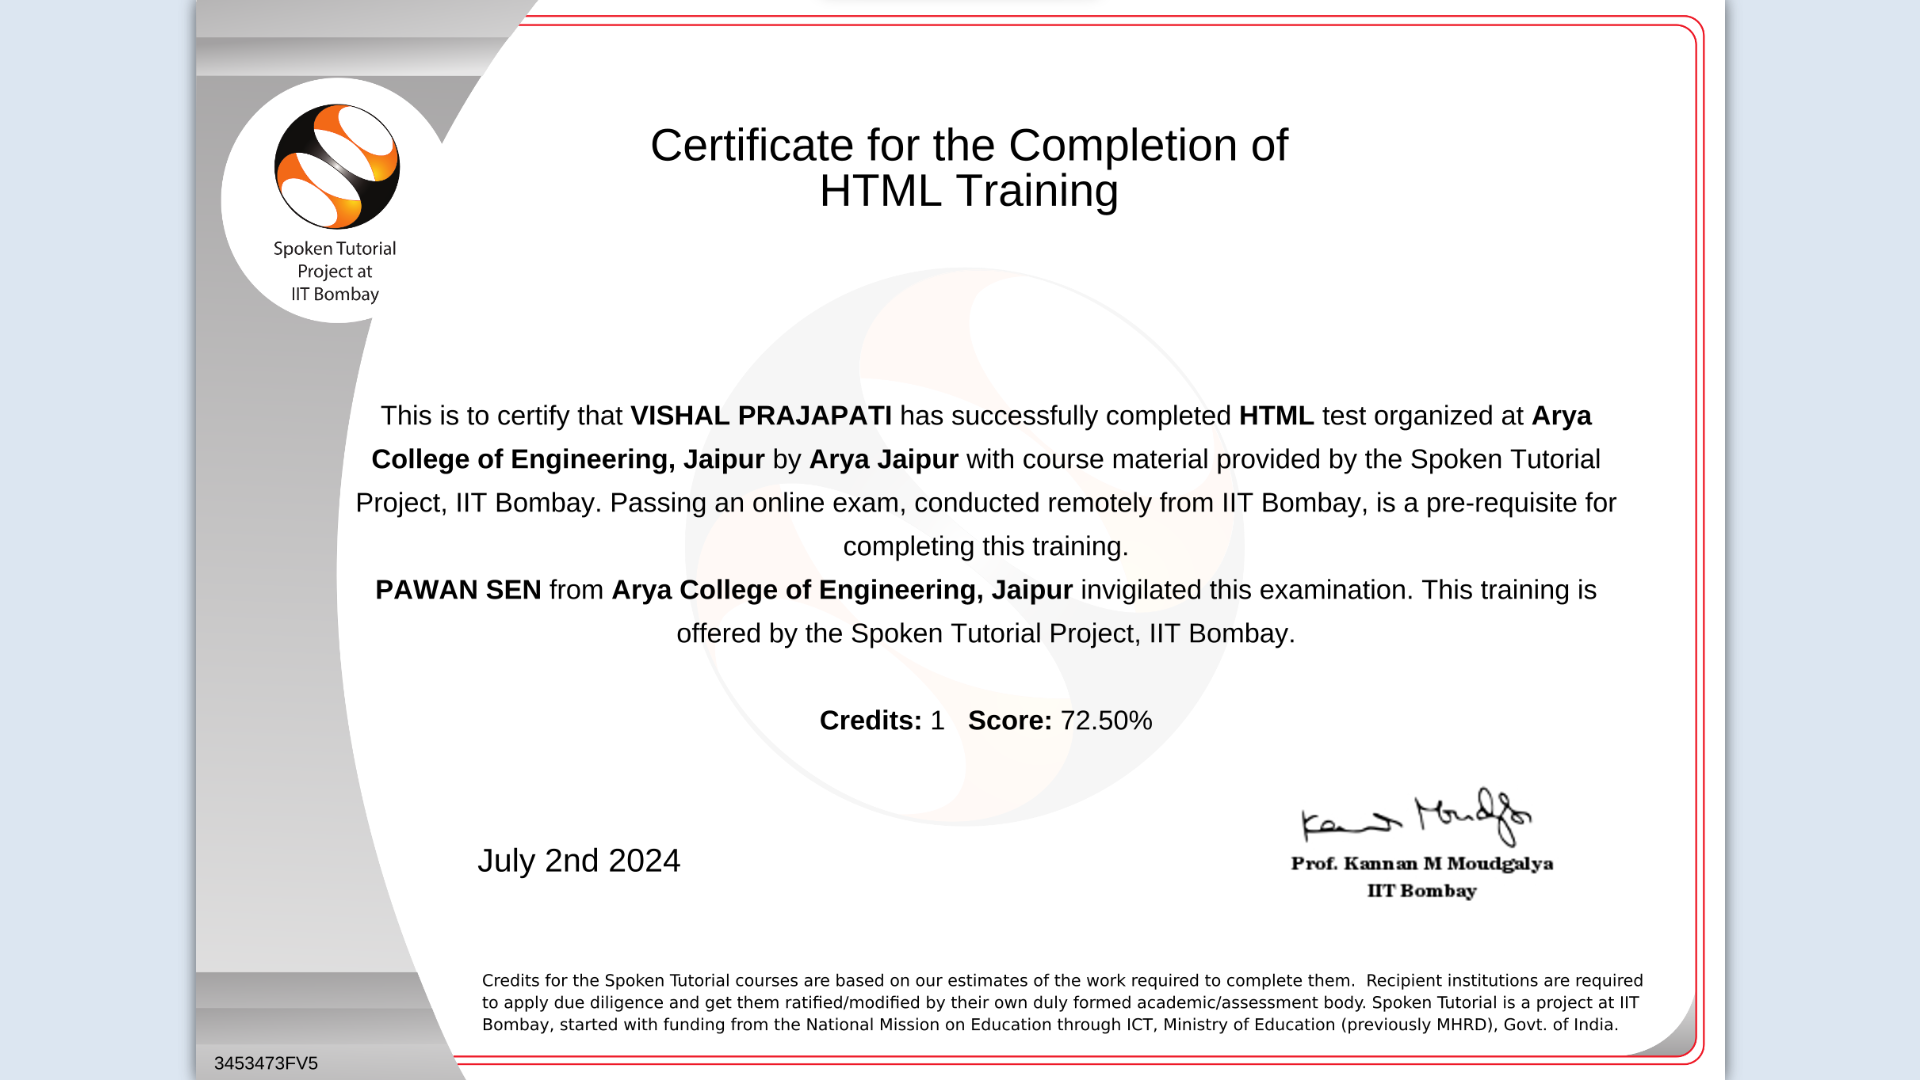 Spoken Tutorial
Project at
IIT Bombay
Certificate for the Completion of
HTML Training
This is to certify that VISHAL PRAJAPATI has successfully completed HTML test organized at Arya
College of Engineering, Jaipur by Arya Jaipur with course material provided by the Spoken Tutorial
Project, IIT Bombay. Passing an online exam, conducted remotely from IIT Bombay, is a pre-requisite for
completing this training.
PAWAN SEN from Arya College of Engineering, Jaipur invigilated this examination. This training is
offered by the Spoken Tutorial Project, IIT Bombay.
Credits: 1 Score: 72.50%
July 2nd 2024
Kannan Moudgalya
Prof. Kannan M Moudgalya
IIT Bombay
Credits for the Spoken Tutorial courses are based on our estimates of the work required to complete them. Recipient institutions are required
to apply due diligence and get them ratified/modified by their own duly formed academic/assessment body. Spoken Tutorial is a project at IIT
Bombay, started with funding from the National Mission on Education through ICT, Ministry of Education (previously MHRD), Govt. of India.
3453473FV5